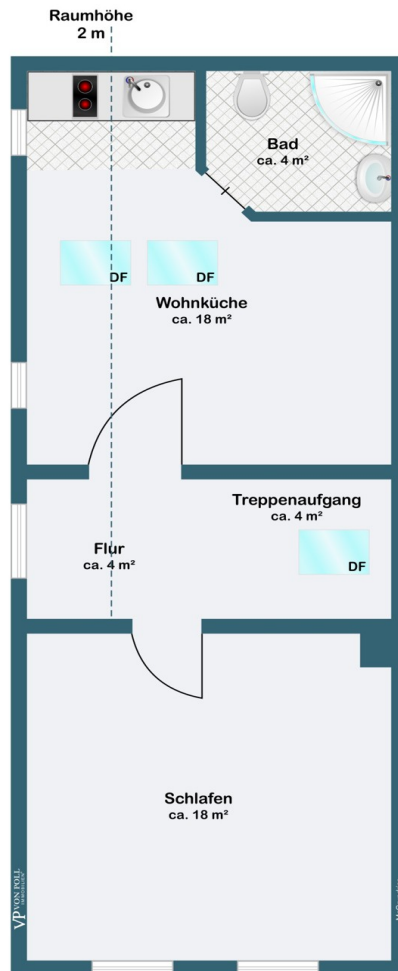 Raumhöhe
2 m
Bad
ca. 4 m²
DF
DF
Wohnküche
ca. 18 m²
Treppenaufgang
ca. 4 m²
Flur
ca. 4 m²
DF
Schlafen
ca. 18 m²
VP VON POLL
IMMOBILIEN